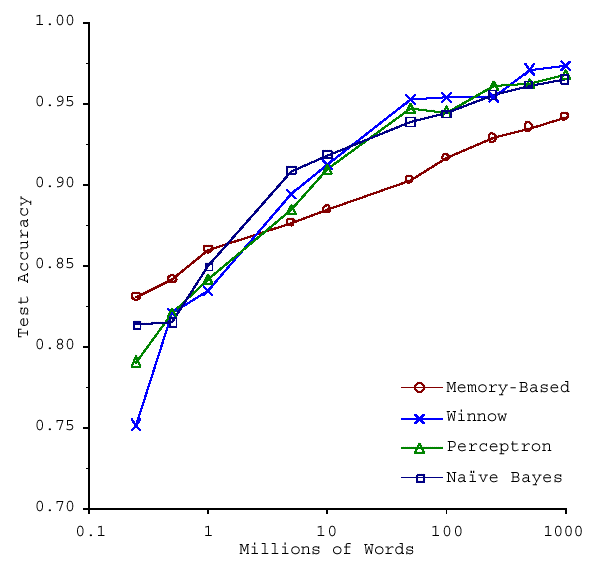 1.00
0.95
0.90
0.85
0.80
0.75
0.70
Test Accuracy
Memory-Based
Winnow
Perceptron
Naïve Bayes
0.1 1 10 100 1000
Millions of Words